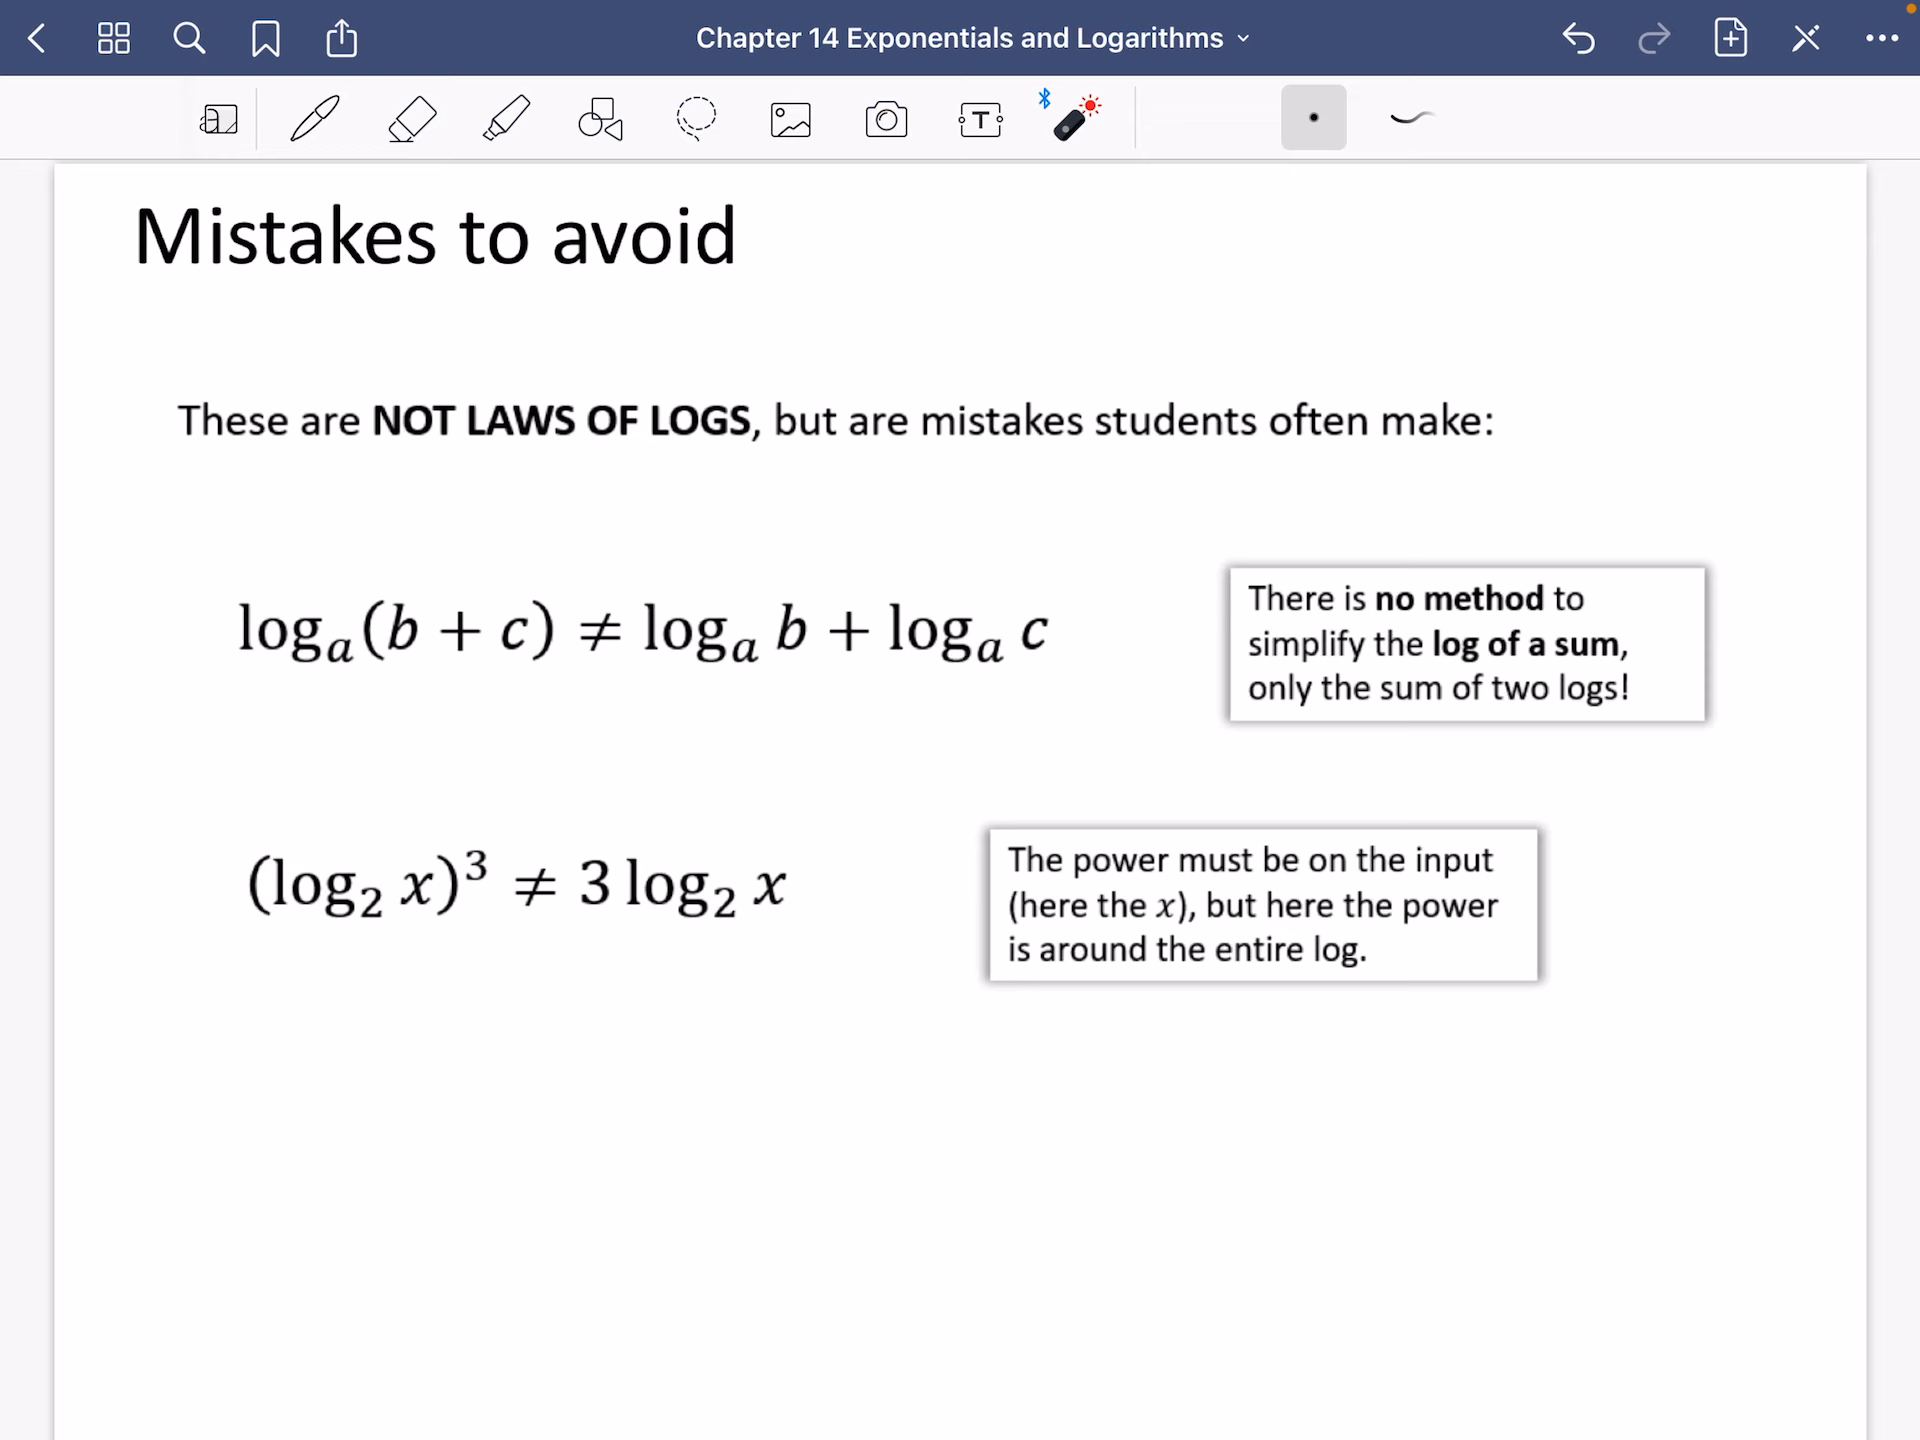 Chapter 14 Exponentials and Logarithms
a
T
Mistakes to avoid
These are NOT LAWS OF LOGS, but are mistakes students often make:
logₐ(b + c) ≠ logₐ b + logₐ c
There is no method to
simplify the log of a sum,
only the sum of two logs!
(log₂ x)³ ≠ 3 log₂ x
The power must be on the input
(here the x), but here the power
is around the entire log.